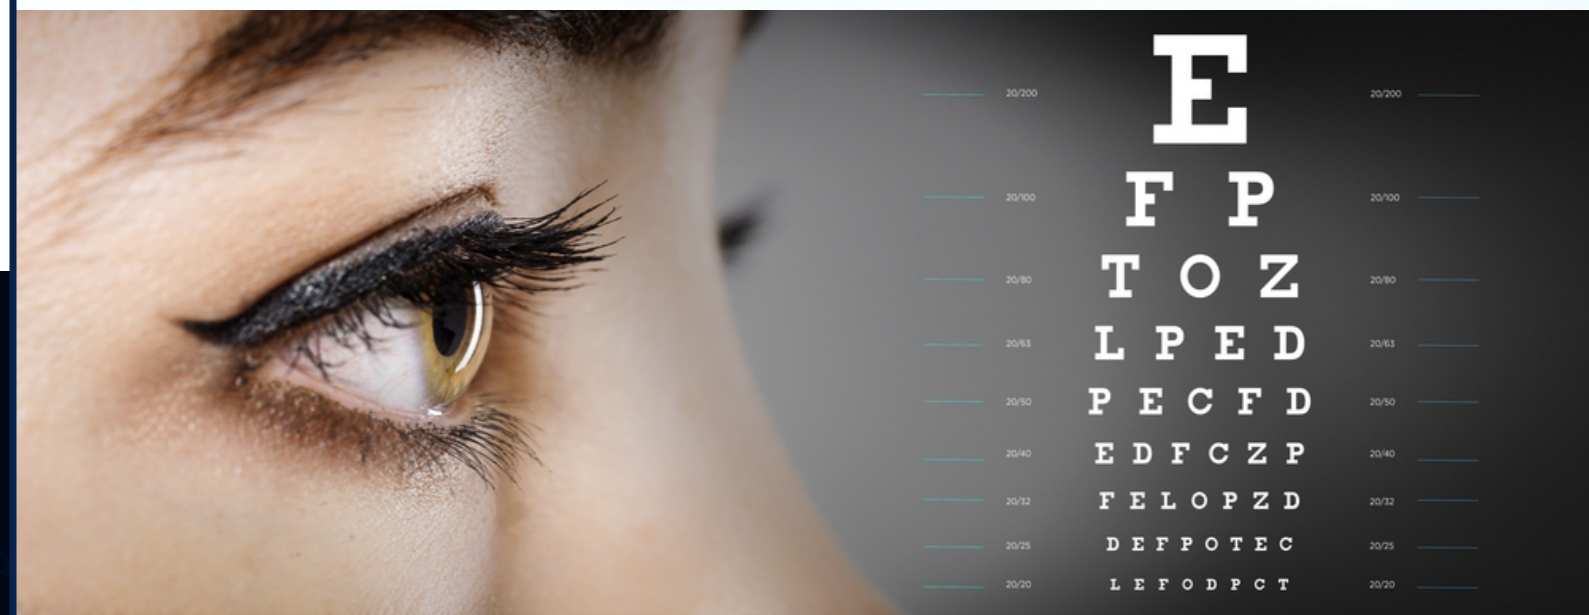 20/200 E 20/200
20/100 F P 20/100
20/80 T O Z 20/80
20/63 L P E D 20/63
20/50 P E C F D 20/50
20/40 E D F C Z P 20/40
20/32 F E L O P Z D 20/32
20/25 D E F P O T E C 20/25
20/20 L E F O D P C T 20/20